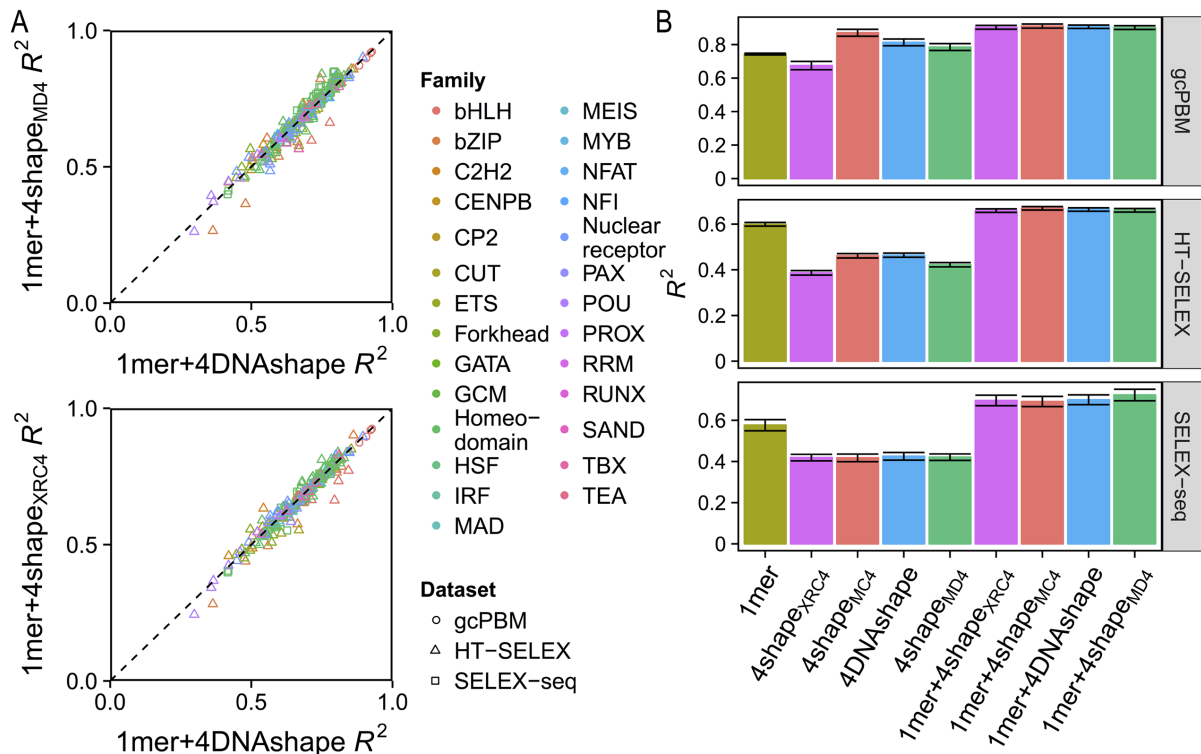 A
1mer+4shapeMD4 R²
1.0
0.5
0.0
0.0 0.5 1.0
1mer+4DNAshape R²
1mer+4shapeXRC4 R²
1.0
0.5
0.0
0.0 0.5 1.0
1mer+4DNAshape R²
Family
bHLH
bZIP
C2H2
CENPB
CP2
CUT
ETS
Forkhead
GATA
GCM
Homeo−
domain
HSF
IRF
MAD
MEIS
MYB
NFAT
NFI
Nuclear
receptor
PAX
POU
PROX
RRM
RUNX
SAND
TBX
TEA
Dataset
gcPBM
HT−SELEX
SELEX−seq
B
R²
0.8
0.6
0.4
0.2
0
gcPBM
0.6
0.4
0.2
0
HT−SELEX
0.6
0.4
0.2
0
SELEX−seq
1mer
4shapeXRC4
4shapeMC4
4DNAshape
4shapeMD4
1mer+4shapeXRC4
1mer+4shapeMC4
1mer+4DNAshape
1mer+4shapeMD4